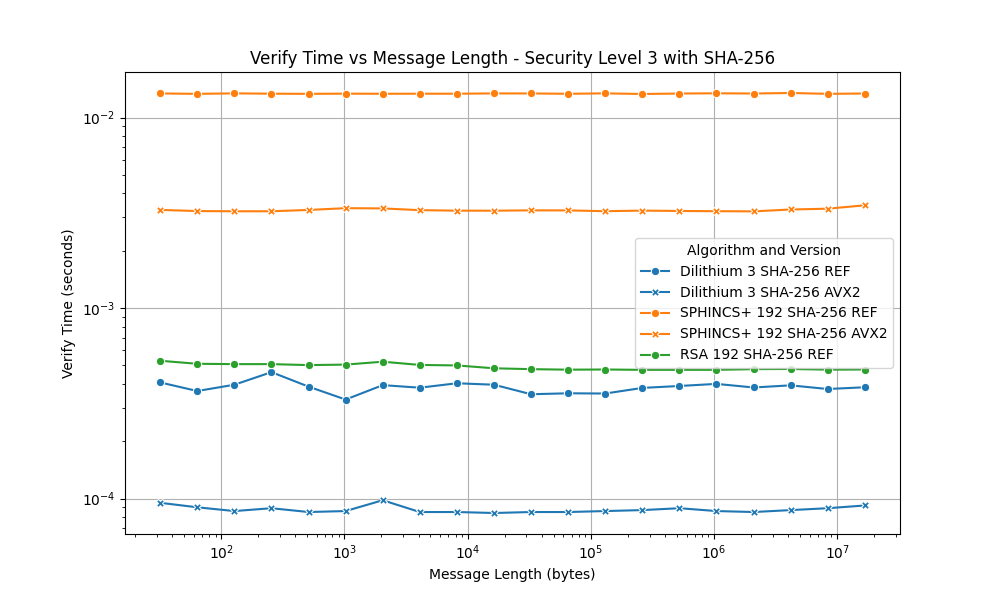 Verify Time vs Message Length - Security Level 3 with SHA-256
Verify Time (seconds)
10⁻²
10⁻³
10⁻⁴
Algorithm and Version
Dilithium 3 SHA-256 REF
Dilithium 3 SHA-256 AVX2
SPHINCS+ 192 SHA-256 REF
SPHINCS+ 192 SHA-256 AVX2
RSA 192 SHA-256 REF
10² 10³ 10⁴ 10⁵ 10⁶ 10⁷
Message Length (bytes)